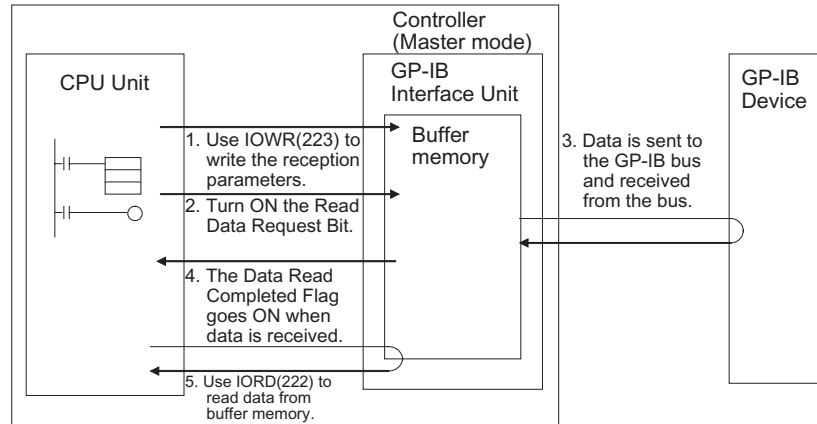 Controller
(Master mode)
CPU Unit
GP-IB
Interface Unit
GP-IB
Device
Buffer
memory
1. Use IOWR(223) to
write the reception
parameters.
2. Turn ON the Read
Data Request Bit.
3. Data is sent to
the GP-IB bus
and received
from the bus.
4. The Data Read
Completed Flag
goes ON when
data is received.
5. Use IORD(222) to
read data from
buffer memory.